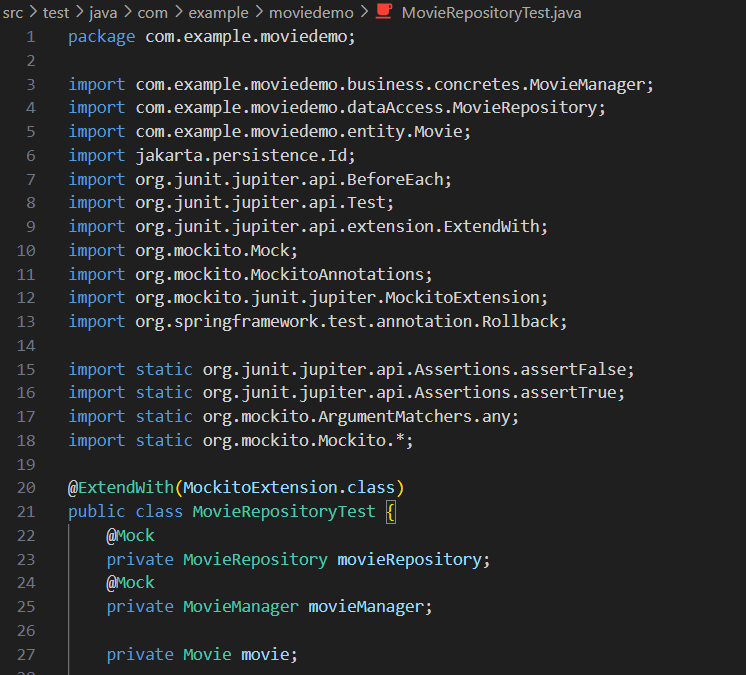 src > test > java > com > example > moviedemo > MovieRepositoryTest.java
1 package com.example.moviedemo;
2
3 import com.example.moviedemo.business.concretes.MovieManager;
4 import com.example.moviedemo.dataAccess.MovieRepository;
5 import com.example.moviedemo.entity.Movie;
6 import jakarta.persistence.Id;
7 import org.junit.jupiter.api.BeforeEach;
8 import org.junit.jupiter.api.Test;
9 import org.junit.jupiter.api.extension.ExtendWith;
10 import org.mockito.Mock;
11 import org.mockito.MockitoAnnotations;
12 import org.mockito.junit.jupiter.MockitoExtension;
13 import org.springframework.test.annotation.Rollback;
14
15 import static org.junit.jupiter.api.Assertions.assertFalse;
16 import static org.junit.jupiter.api.Assertions.assertTrue;
17 import static org.mockito.ArgumentMatchers.any;
18 import static org.mockito.Mockito.*;
19
20 @ExtendWith(MockitoExtension.class)
21 public class MovieRepositoryTest {
22     @Mock
23     private MovieRepository movieRepository;
24     @Mock
25     private MovieManager movieManager;
26
27     private Movie movie;